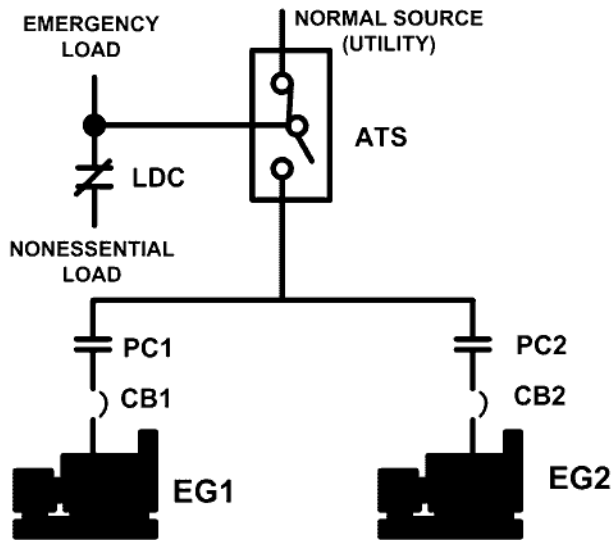 EMERGENCY
LOAD
NORMAL SOURCE
(UTILITY)
ATS
LDC
NONESSENTIAL
LOAD
PC1
PC2
CB1
CB2
EG1
EG2